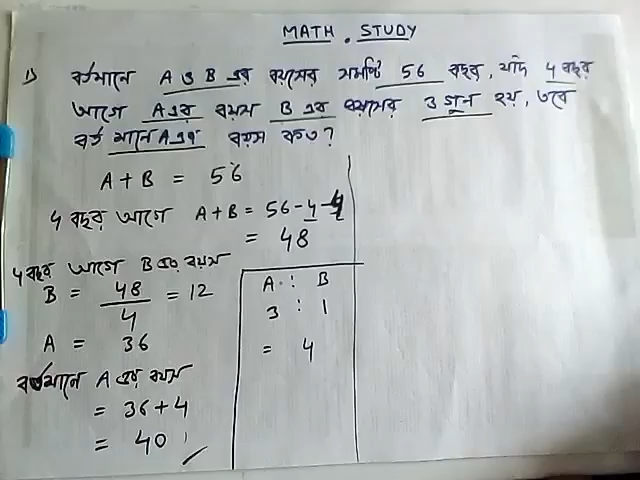 MATH . STUDY
1) বর্তমানে A ও B এর বয়সের সমষ্টি 56 বছর, যদি 4 বছর
আগে A এর বয়স B এর বয়সের 3 গুন হয়, তবে
বর্তমানে A এর বয়স কত?
A + B = 56
4 বছর আগে A + B = 56 - 4 - 4
= 48
4 বছর আগে B এর বয়স
B = 48/4 = 12
A = 36
বর্তমানে A এর বয়স
= 36 + 4
= 40
A : B
3 : 1
= 4